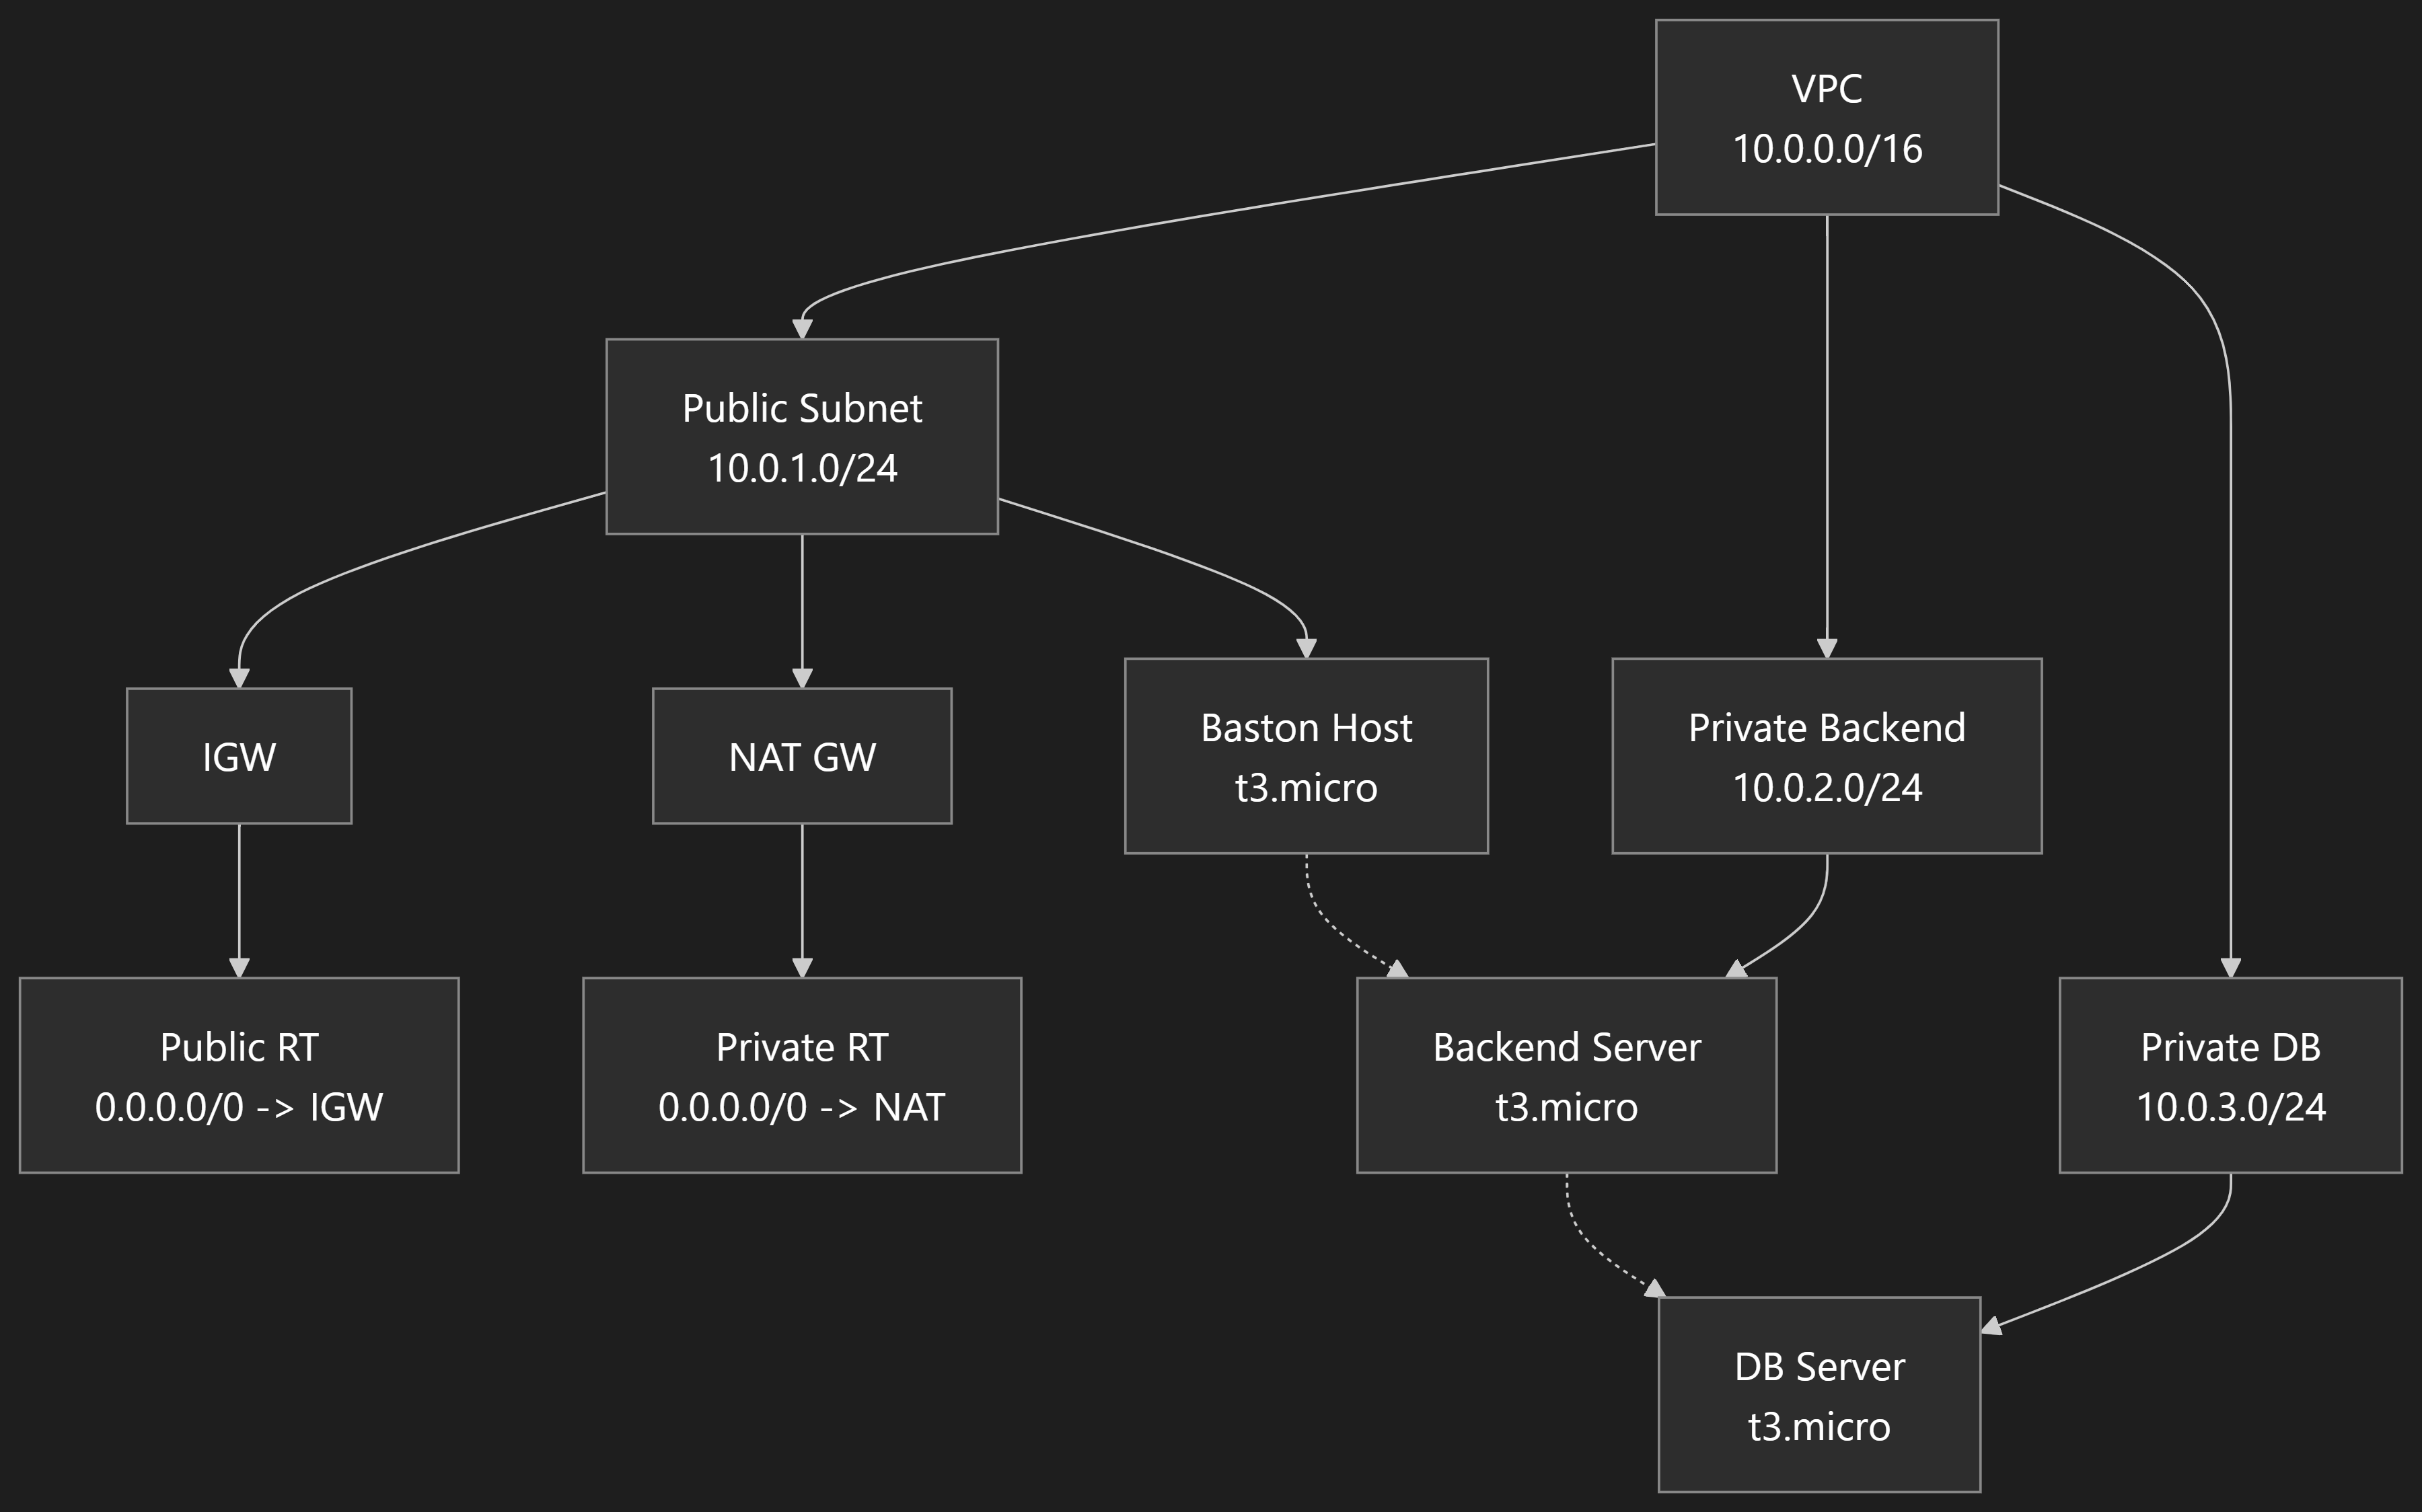 VPC
10.0.0.0/16
Public Subnet
10.0.1.0/24
IGW
NAT GW
Baston Host
t3.micro
Private Backend
10.0.2.0/24
Public RT
0.0.0.0/0 -> IGW
Private RT
0.0.0.0/0 -> NAT
Backend Server
t3.micro
Private DB
10.0.3.0/24
DB Server
t3.micro